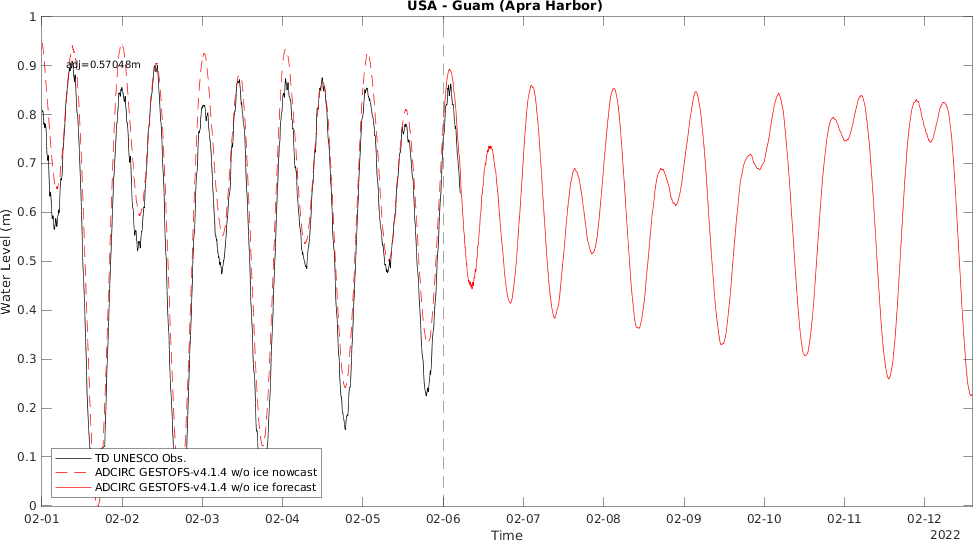 USA - Guam (Apra Harbor)
1
0.9
0.8
0.7
0.6
0.5
0.4
0.3
0.2
0.1
0
Water Level (m)
adj=0.57048m
TD UNESCO Obs.
ADCIRC GESTOFS-v4.1.4 w/o ice nowcast
ADCIRC GESTOFS-v4.1.4 w/o ice forecast
02-01 02-02 02-03 02-04 02-05 02-06 02-07 02-08 02-09 02-10 02-11 02-12
Time
2022